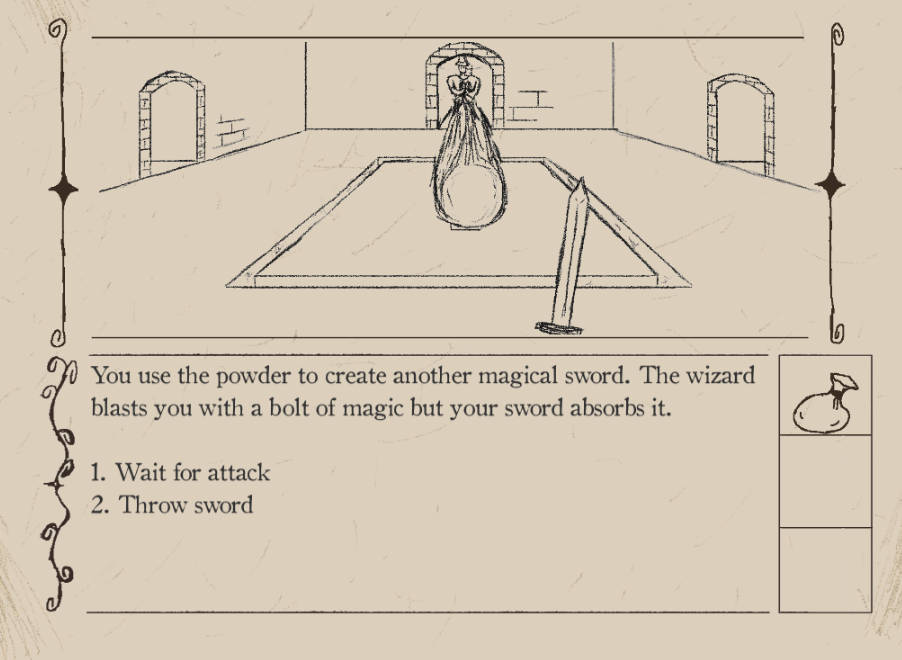 You use the powder to create another magical sword. The wizard
blasts you with a bolt of magic but your sword absorbs it.
1. Wait for attack
2. Throw sword